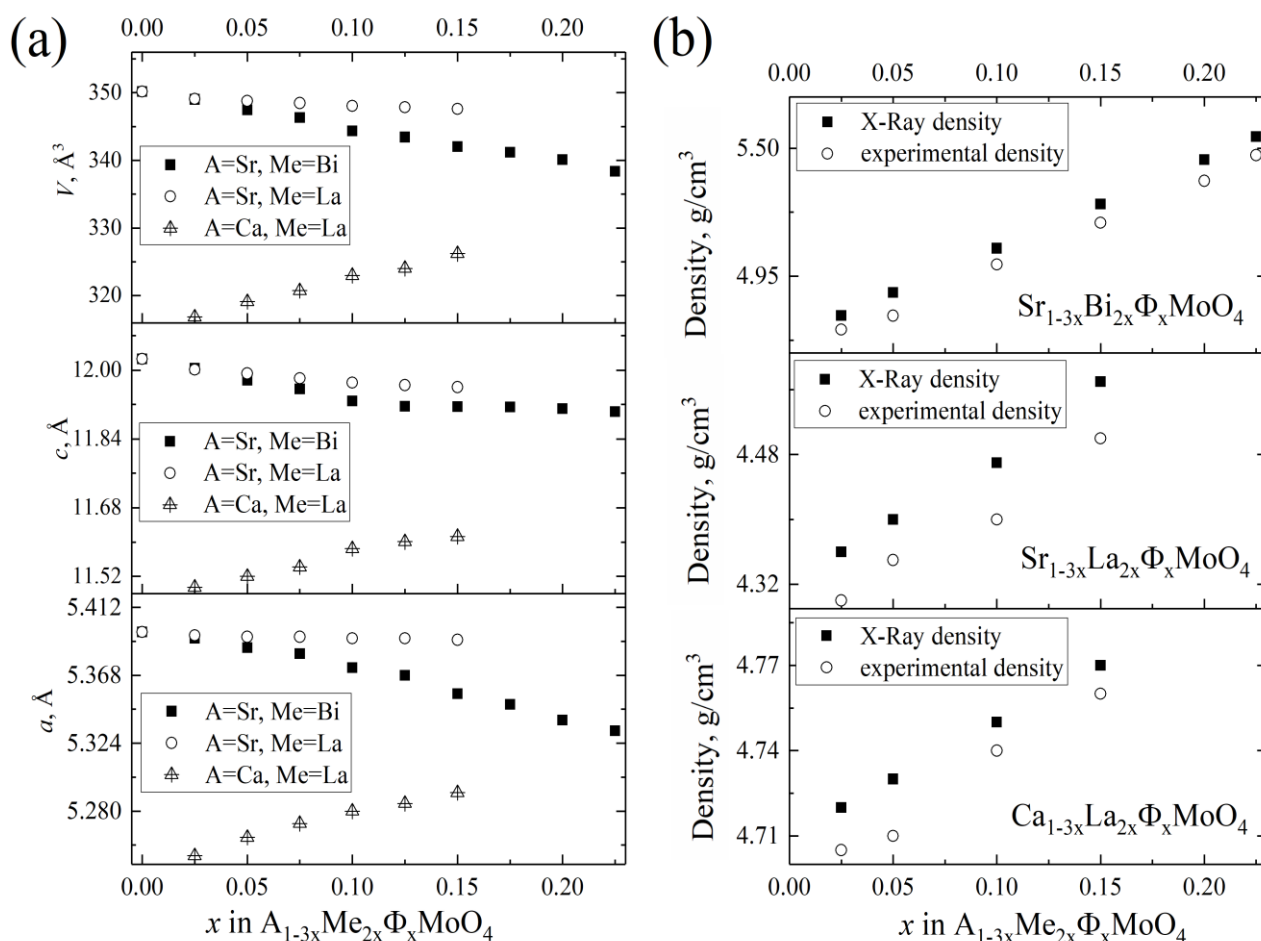 (a)
0.00 0.05 0.10 0.15 0.20
V, Å³
350
340
330
320
A=Sr, Me=Bi
A=Sr, Me=La
A=Ca, Me=La
c, Å
12.00
11.84
11.68
11.52
A=Sr, Me=Bi
A=Sr, Me=La
A=Ca, Me=La
a, Å
5.412
5.368
5.324
5.280
A=Sr, Me=Bi
A=Sr, Me=La
A=Ca, Me=La
0.00 0.05 0.10 0.15 0.20
x in A₁₋₃ₓMe₂ₓΦₓMoO₄
(b)
0.00 0.05 0.10 0.15 0.20
Density, g/cm³
5.50
4.95
X-Ray density
experimental density
Sr₁₋₃ₓBi₂ₓΦₓMoO₄
Density, g/cm³
4.48
4.32
X-Ray density
experimental density
Sr₁₋₃ₓLa₂ₓΦₓMoO₄
Density, g/cm³
4.77
4.74
4.71
X-Ray density
experimental density
Ca₁₋₃ₓLa₂ₓΦₓMoO₄
0.00 0.05 0.10 0.15 0.20
x in A₁₋₃ₓMe₂ₓΦₓMoO₄